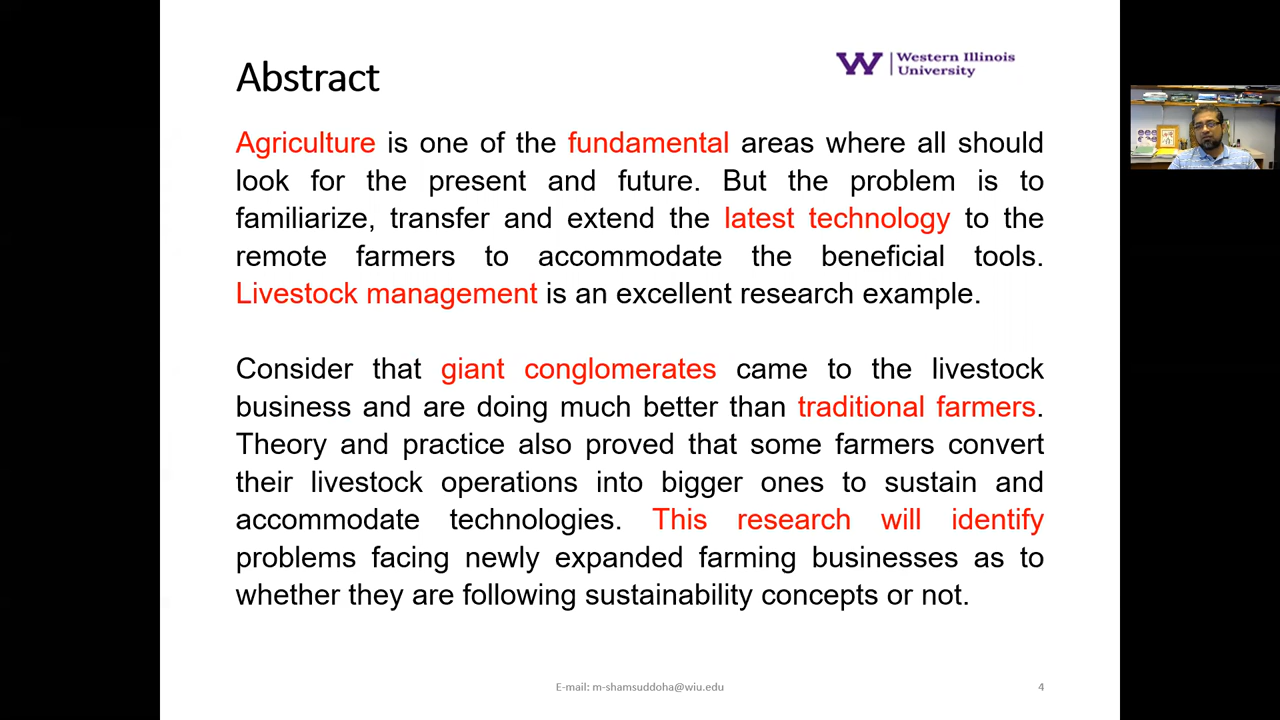 Abstract
Western Illinois
University
Agriculture is one of the fundamental areas where all should
look for the present and future. But the problem is to
familiarize, transfer and extend the latest technology to the
remote farmers to accommodate the beneficial tools.
Livestock management is an excellent research example.
Consider that giant conglomerates came to the livestock
business and are doing much better than traditional farmers.
Theory and practice also proved that some farmers convert
their livestock operations into bigger ones to sustain and
accommodate technologies. This research will identify
problems facing newly expanded farming businesses as to
whether they are following sustainability concepts or not.
E-mail: m-shamsuddoha@wiu.edu
4